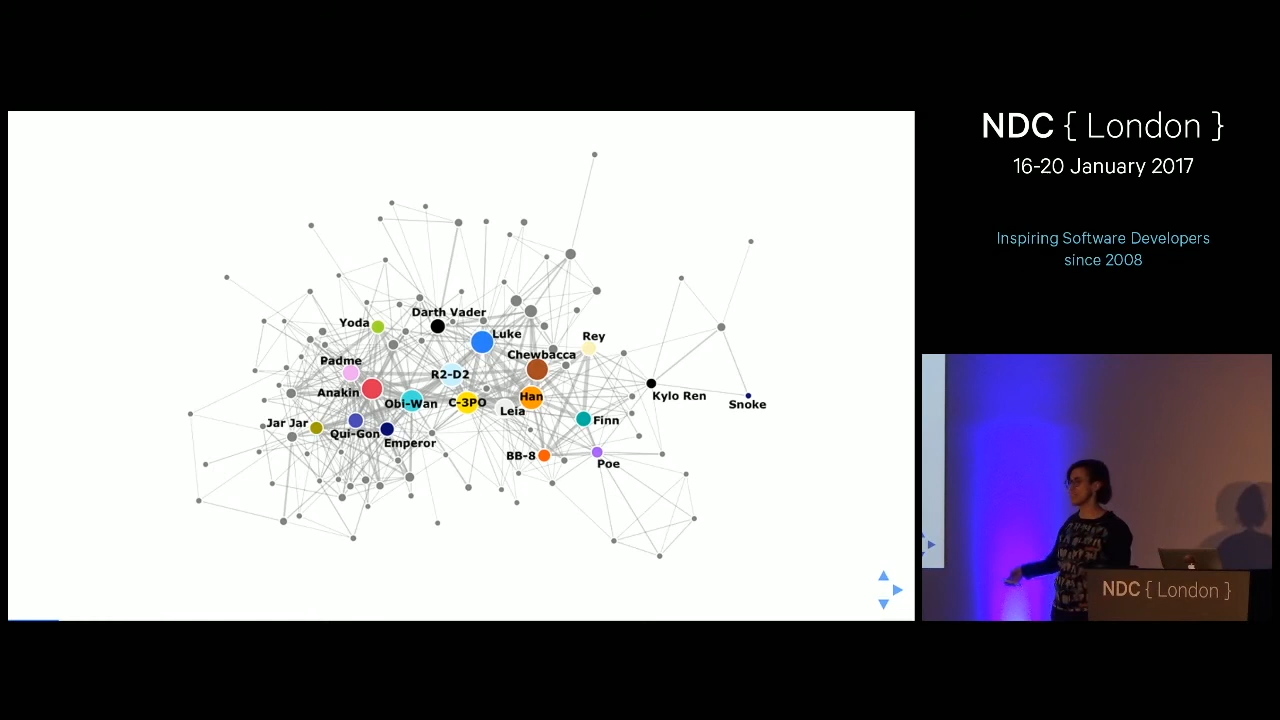 NDC { London }
16-20 January 2017
Inspiring Software Developers
since 2008
Darth Vader
Yoda
Luke
Rey
Chewbacca
Padme
R2-D2
Anakin
Obi-Wan
C-3PO
Han
Leia
Kylo Ren
Snoke
Jar Jar
Qui-Gon
Emperor
Finn
BB-8
Poe
NDC { London }